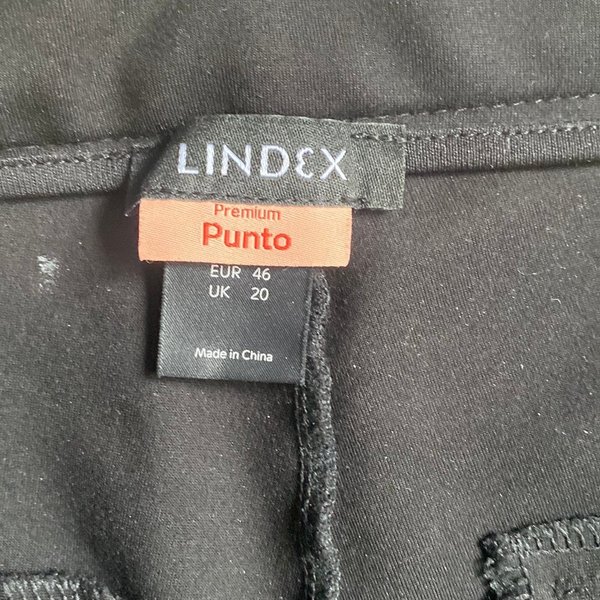 LINDEX
Premium
Punto
EUR 46
UK 20
Made in China